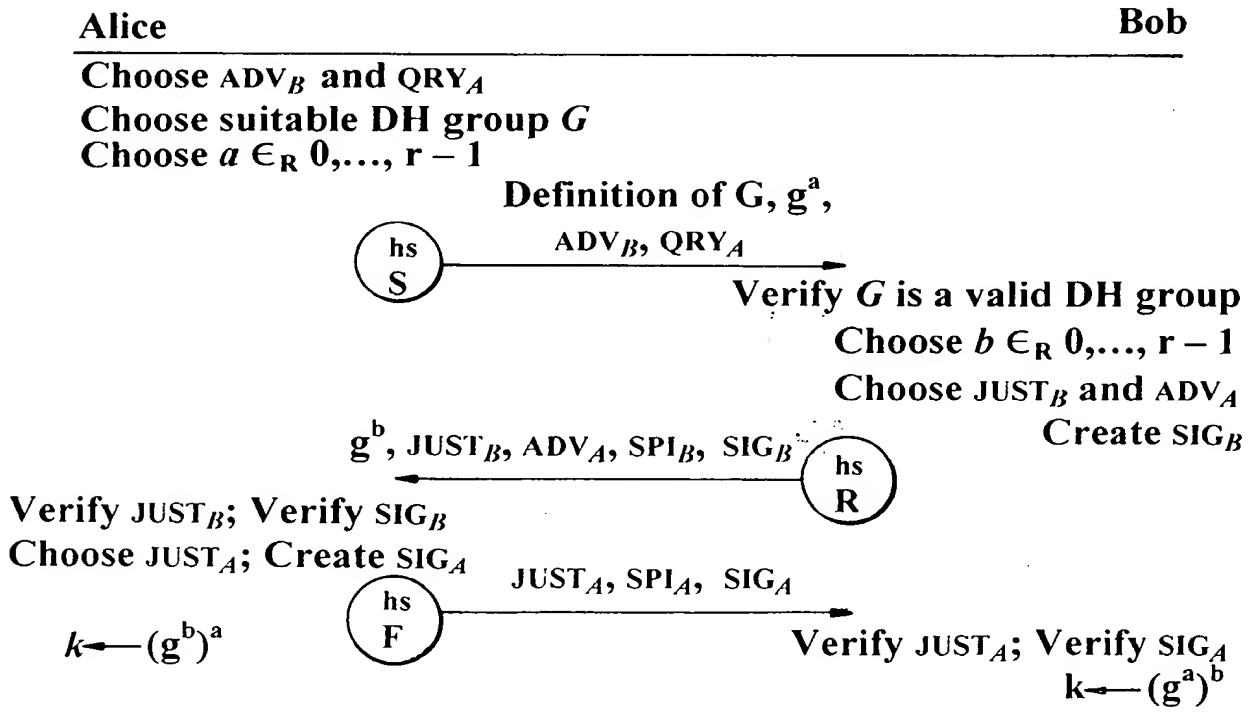 Alice Bob
Choose ADV_B and QRY_A
Choose suitable DH group G
Choose a ∈_R 0,..., r – 1
Definition of G, g^a,
ADV_B, QRY_A
hs
S
Verify G is a valid DH group
Choose b ∈_R 0,..., r – 1
Choose JUST_B and ADV_A
Create SIG_B
g^b, JUST_B, ADV_A, SPI_B, SIG_B
hs
R
Verify JUST_B; Verify SIG_B
Choose JUST_A; Create SIG_A
JUST_A, SPI_A, SIG_A
hs
F
k ← (g^b)^a
Verify JUST_A; Verify SIG_A
k ← (g^a)^b